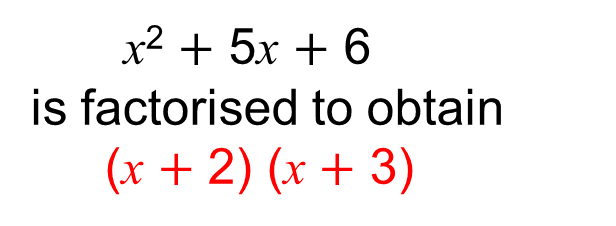 x² + 5x + 6
is factorised to obtain
(x + 2) (x + 3)